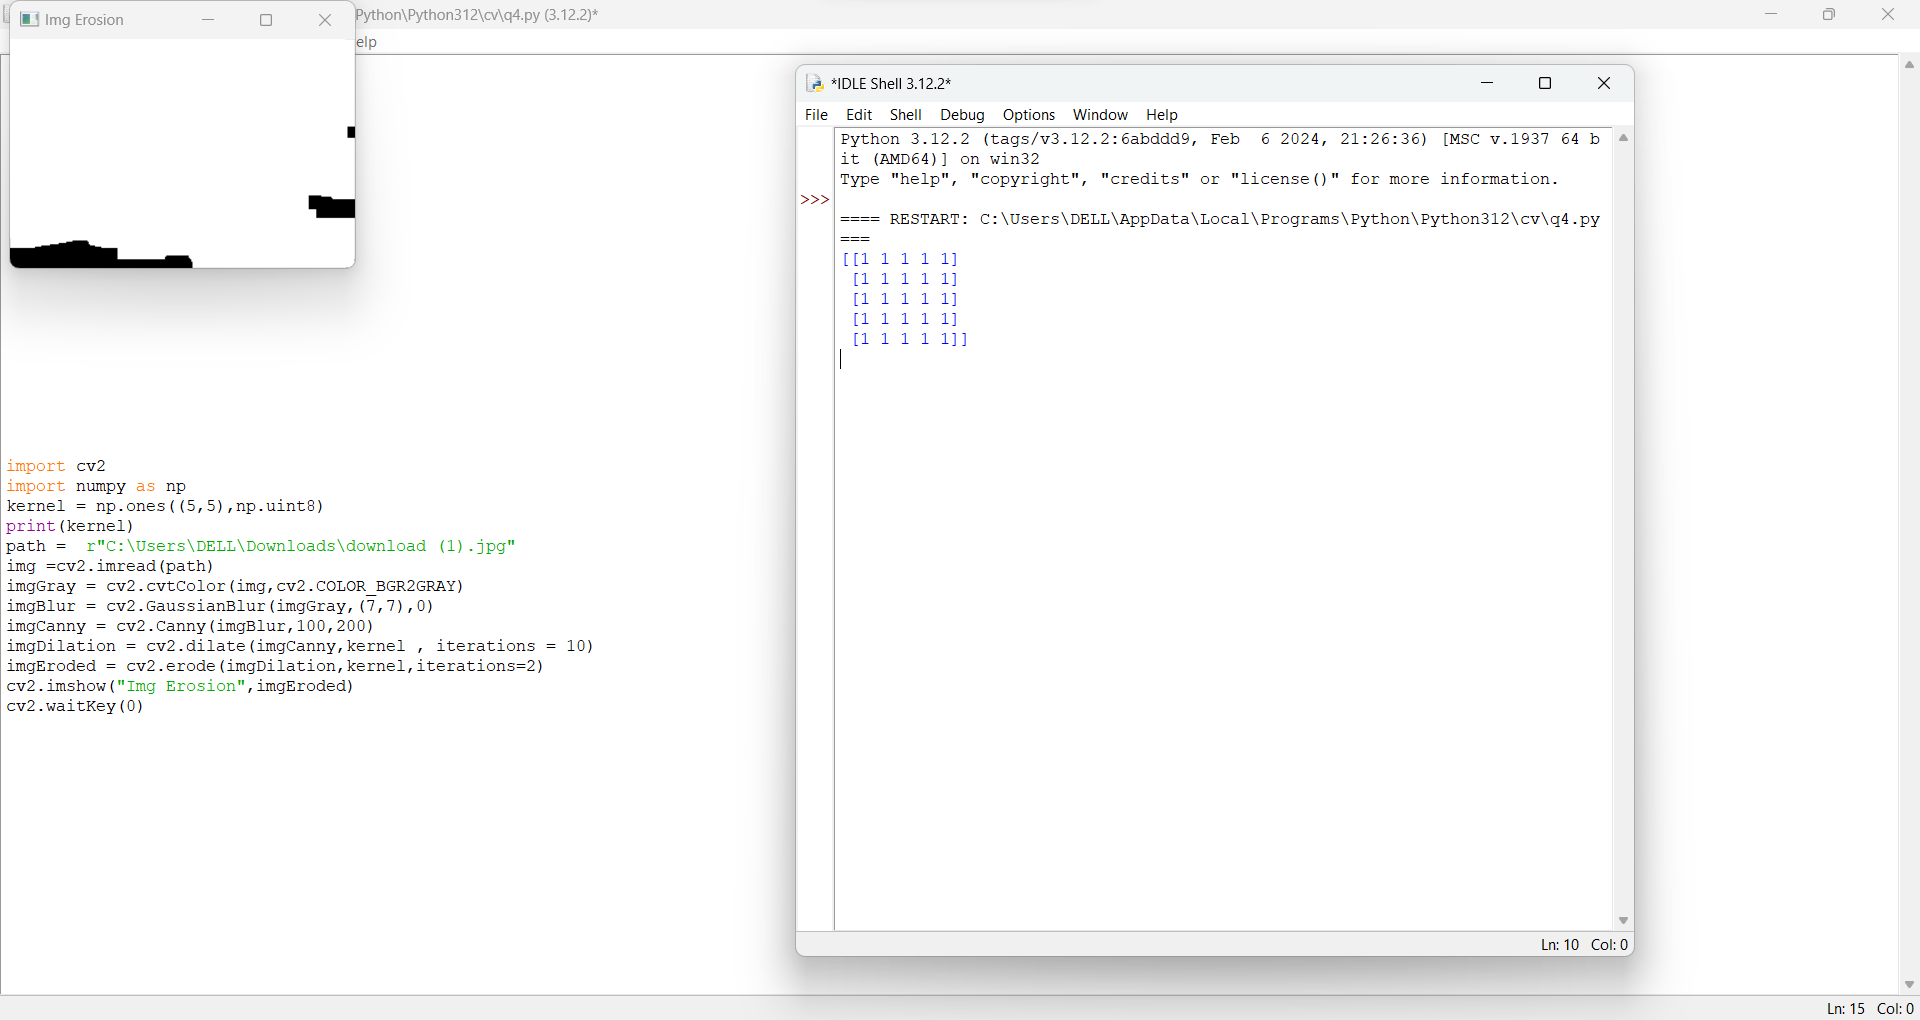 Img Erosion
Python\Python312\cv\q4.py (3.12.2)*
elp
import cv2
import numpy as np
kernel = np.ones((5,5),np.uint8)
print(kernel)
path =  r"C:\Users\DELL\Downloads\download (1).jpg"
img =cv2.imread(path)
imgGray = cv2.cvtColor(img,cv2.COLOR_BGR2GRAY)
imgBlur = cv2.GaussianBlur(imgGray,(7,7),0)
imgCanny = cv2.Canny(imgBlur,100,200)
imgDilation = cv2.dilate(imgCanny,kernel , iterations = 10)
imgEroded = cv2.erode(imgDilation,kernel,iterations=2)
cv2.imshow("Img Erosion",imgEroded)
cv2.waitKey(0)
*IDLE Shell 3.12.2*
File Edit Shell Debug Options Window Help
Python 3.12.2 (tags/v3.12.2:6abddd9, Feb  6 2024, 21:26:36) [MSC v.1937 64 b
it (AMD64)] on win32
Type "help", "copyright", "credits" or "license()" for more information.
>>>
==== RESTART: C:\Users\DELL\AppData\Local\Programs\Python\Python312\cv\q4.py
===
[[1 1 1 1 1]
 [1 1 1 1 1]
 [1 1 1 1 1]
 [1 1 1 1 1]
 [1 1 1 1 1]]
Ln: 10 Col: 0
Ln: 15 Col: 0